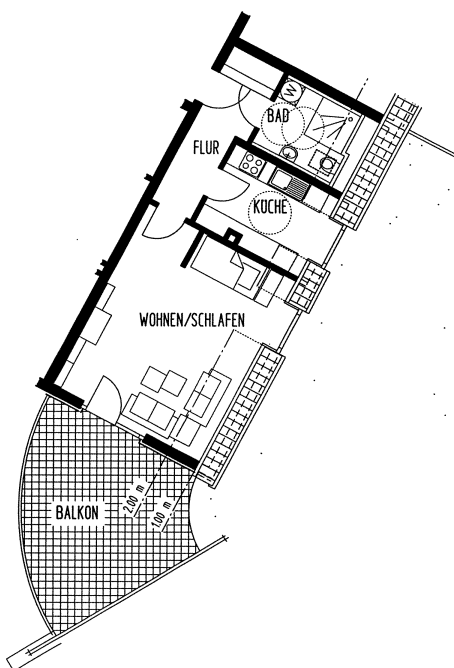 W
BAD
FLUR
KÜCHE
WOHNEN/SCHLAFEN
BALKON
2.00 m
1.00 m